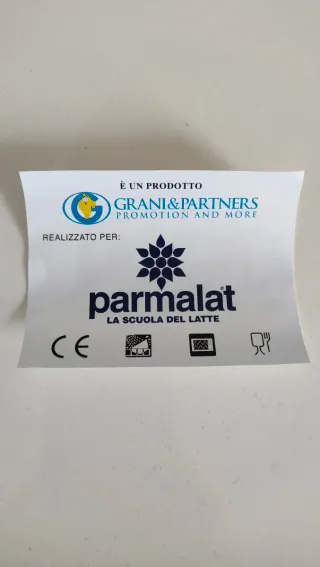 È UN PRODOTTO
G GRANI&PARTNERS
PROMOTION AND MORE
REALIZZATO PER:
parmalat
LA SCUOLA DEL LATTE
CE